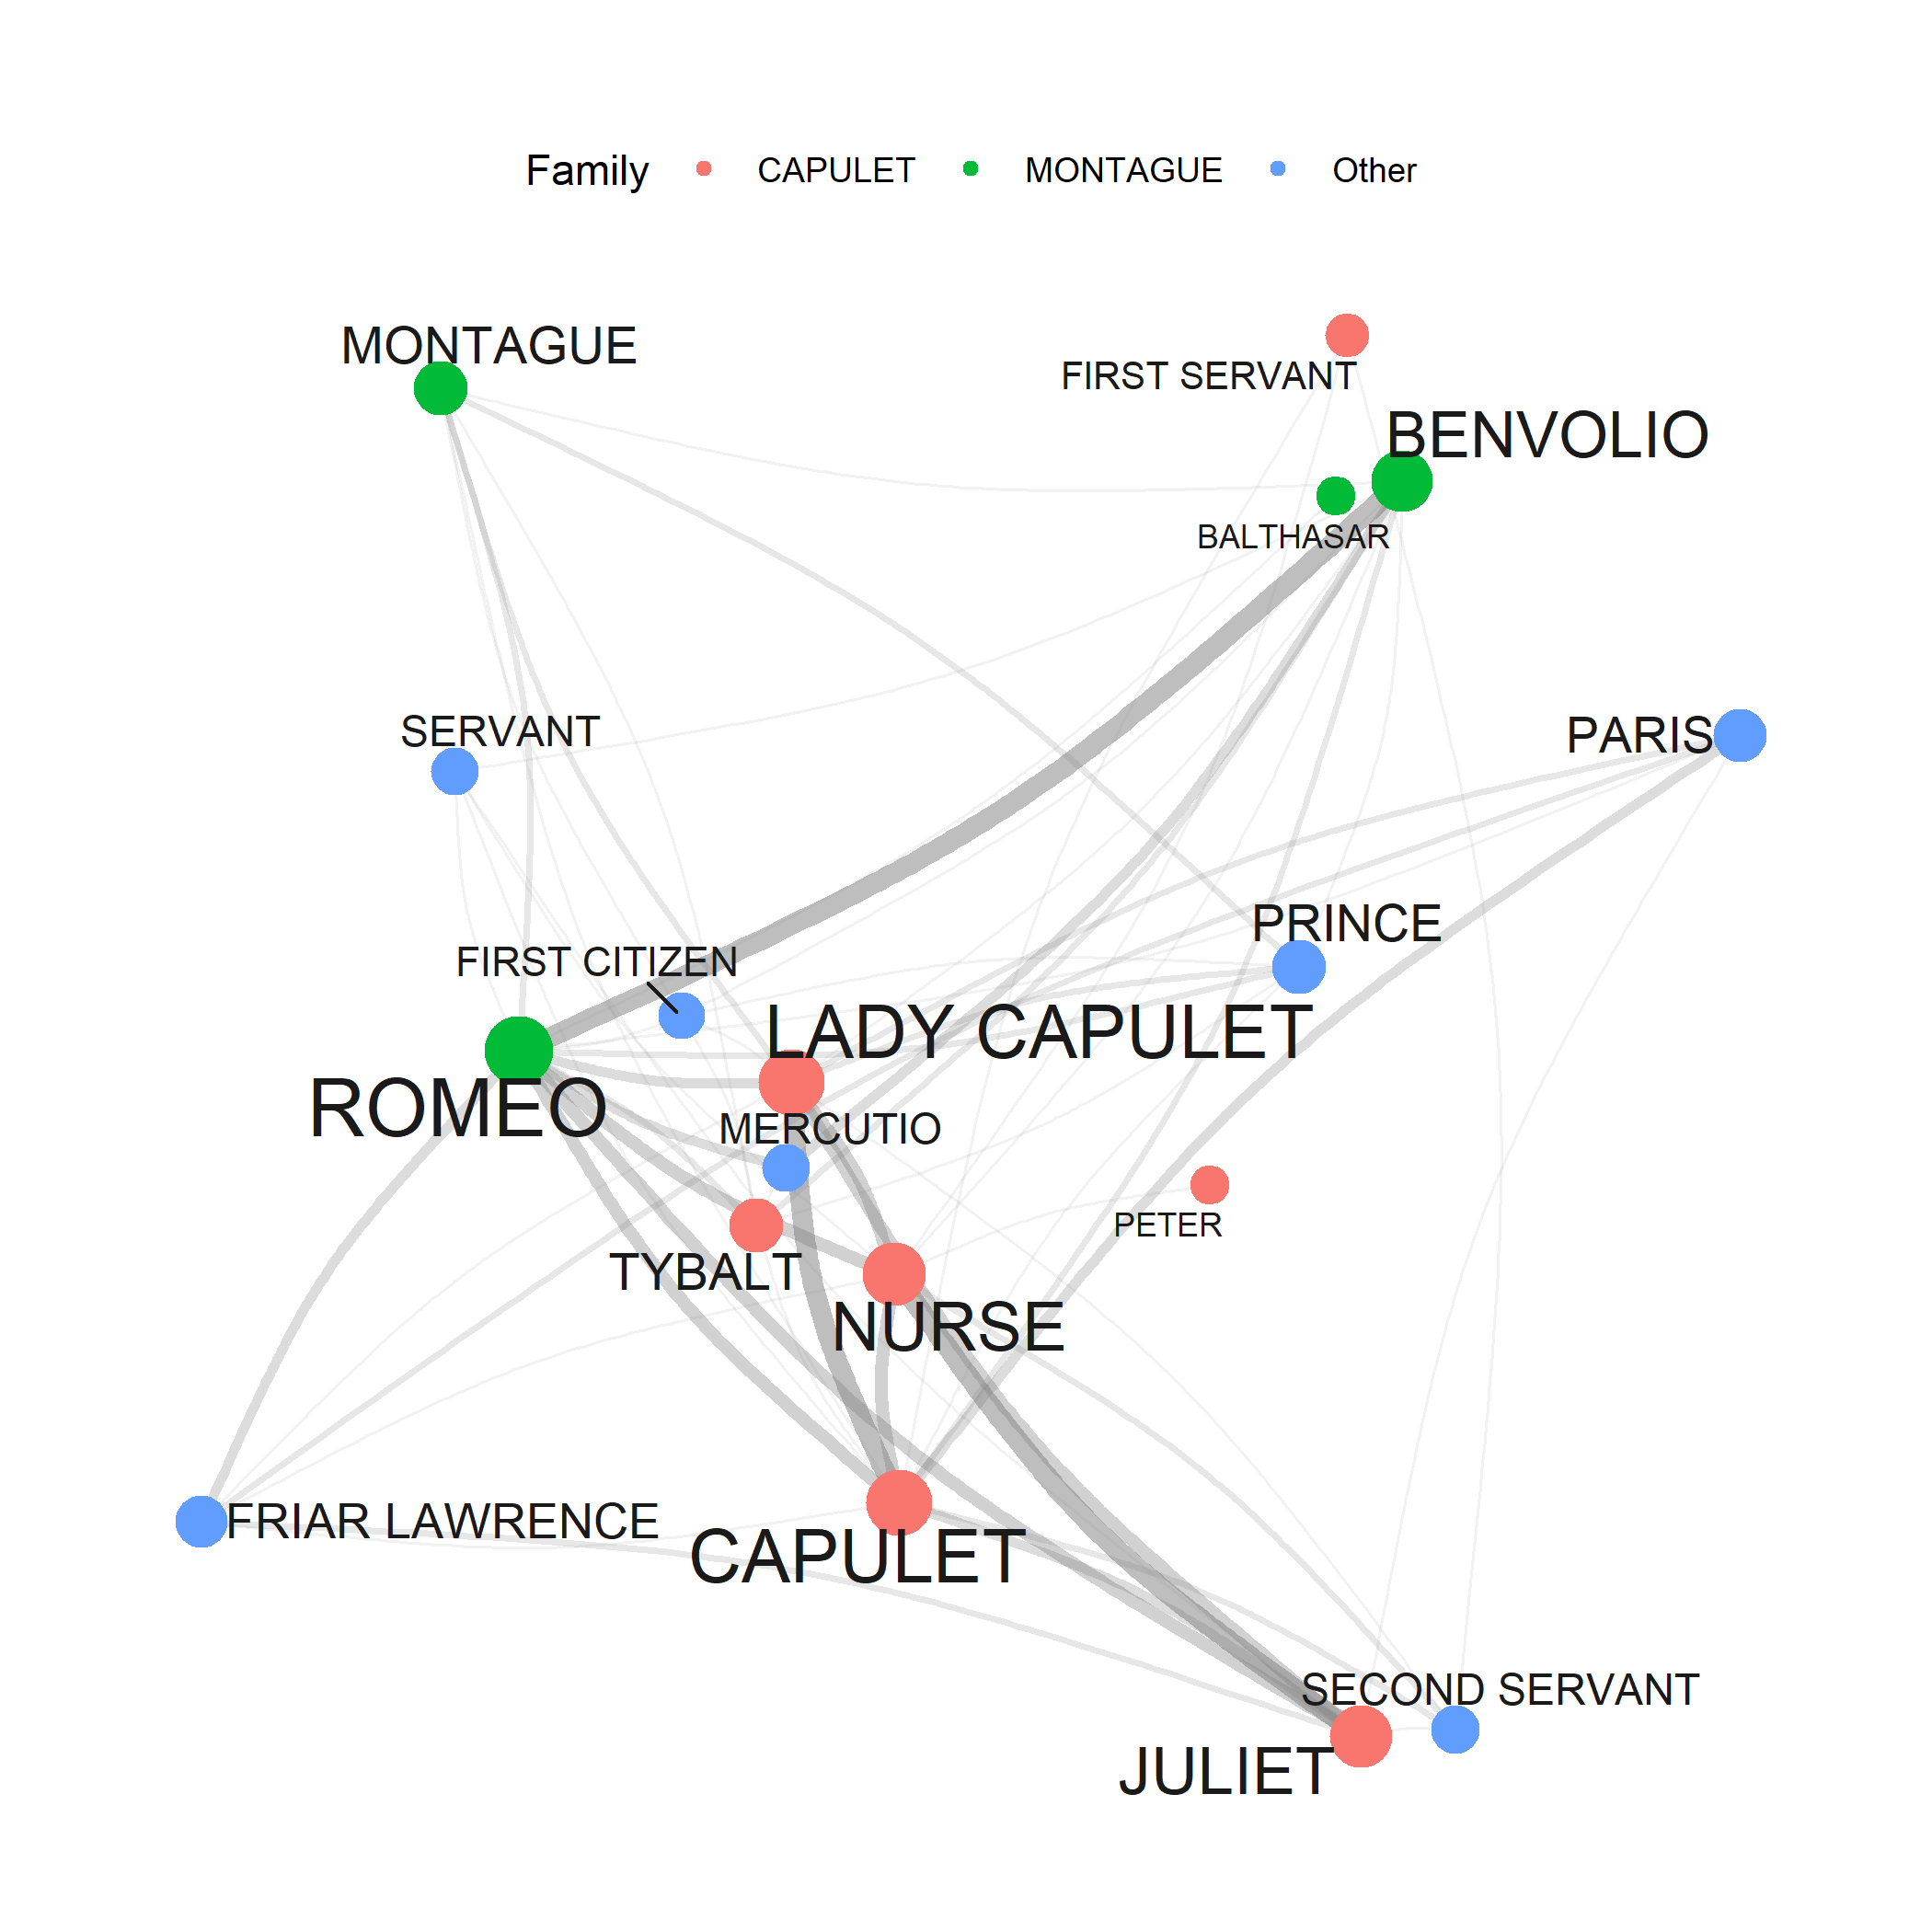 Family CAPULET MONTAGUE Other
MONTAGUE
FIRST SERVANT
BENVOLIO
BALTHASAR
SERVANT
PARIS
PRINCE
FIRST CITIZEN
LADY CAPULET
ROMEO
MERCUTIO
PETER
TYBALT
NURSE
FRIAR LAWRENCE
CAPULET
SECOND SERVANT
JULIET